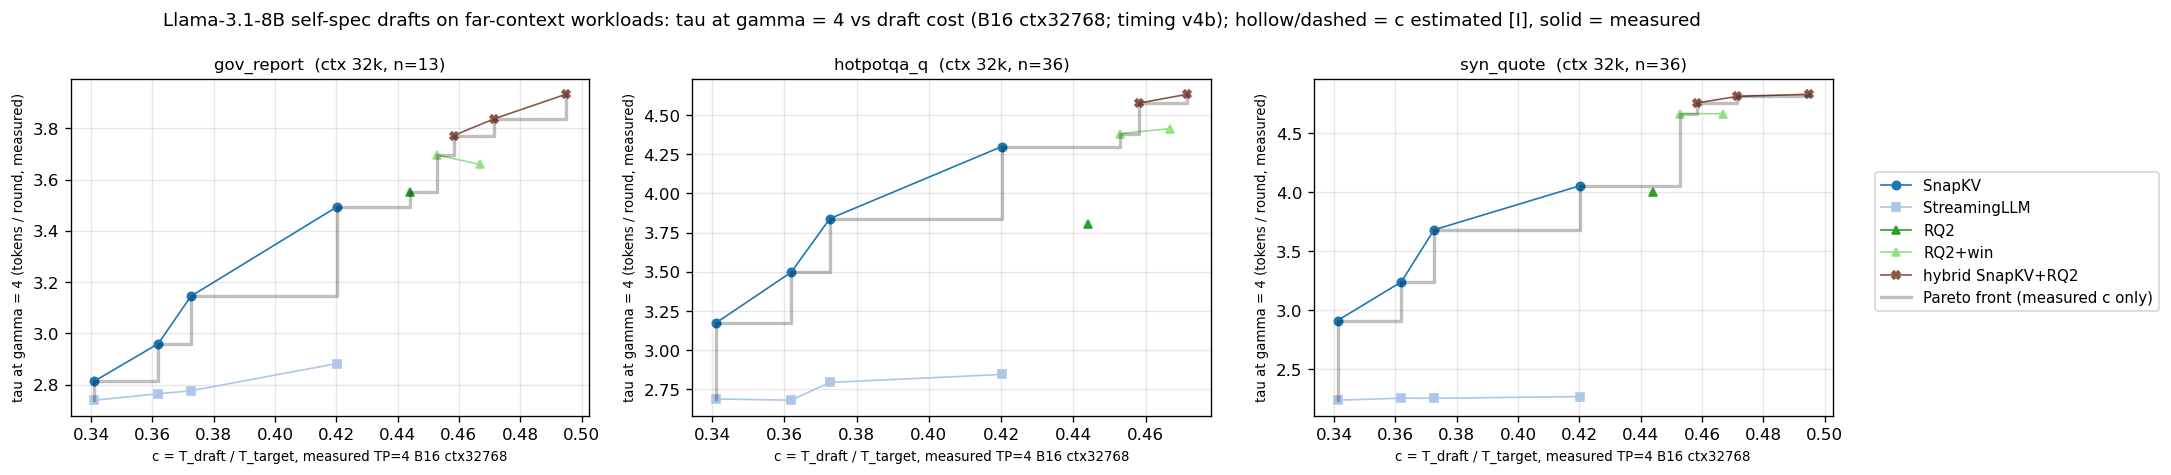 Llama-3.1-8B self-spec drafts on far-context workloads: tau at gamma = 4 vs draft cost (B16 ctx32768; timing v4b); hollow/dashed = c estimated [I], solid = measured
gov_report  (ctx 32k, n=13)
tau at gamma = 4 (tokens / round, measured)
3.8
3.6
3.4
3.2
3.0
2.8
0.34
0.36
0.38
0.40
0.42
0.44
0.46
0.48
0.50
c = T_draft / T_target, measured TP=4 B16 ctx32768
hotpotqa_q  (ctx 32k, n=36)
tau at gamma = 4 (tokens / round, measured)
4.50
4.25
4.00
3.75
3.50
3.25
3.00
2.75
0.34
0.36
0.38
0.40
0.42
0.44
0.46
c = T_draft / T_target, measured TP=4 B16 ctx32768
syn_quote  (ctx 32k, n=36)
tau at gamma = 4 (tokens / round, measured)
4.5
4.0
3.5
3.0
2.5
0.34
0.36
0.38
0.40
0.42
0.44
0.46
0.48
0.50
c = T_draft / T_target, measured TP=4 B16 ctx32768
SnapKV
StreamingLLM
RQ2
RQ2+win
hybrid SnapKV+RQ2
Pareto front (measured c only)